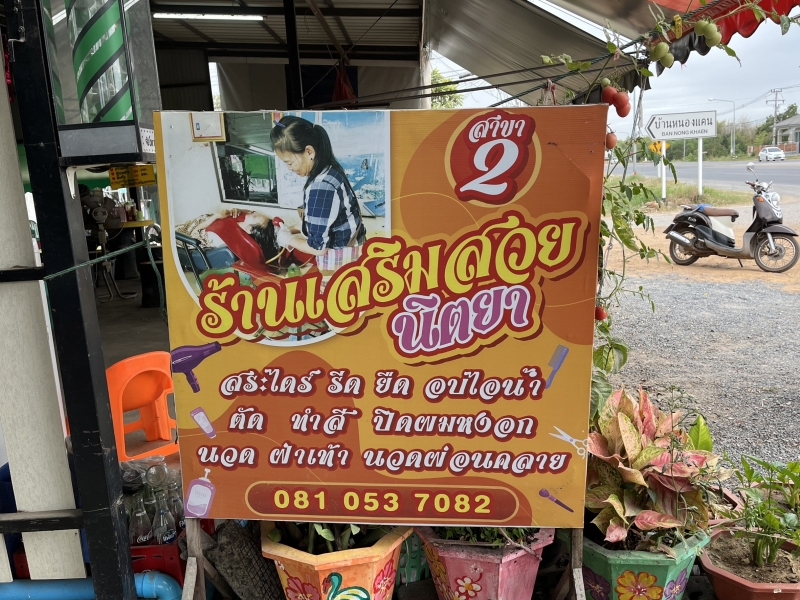 สาขา
2
ร้านเสริมสวย
นิตยา
สระไดร์ รีด ยืด อบไอน้ำ
ตัด ทำสี ปิดผมหงอก
นวด ฝ่าเท้า นวดผ่อนคลาย
081 053 7082
บ้านหนองแคน
BAN NONG KHAEN